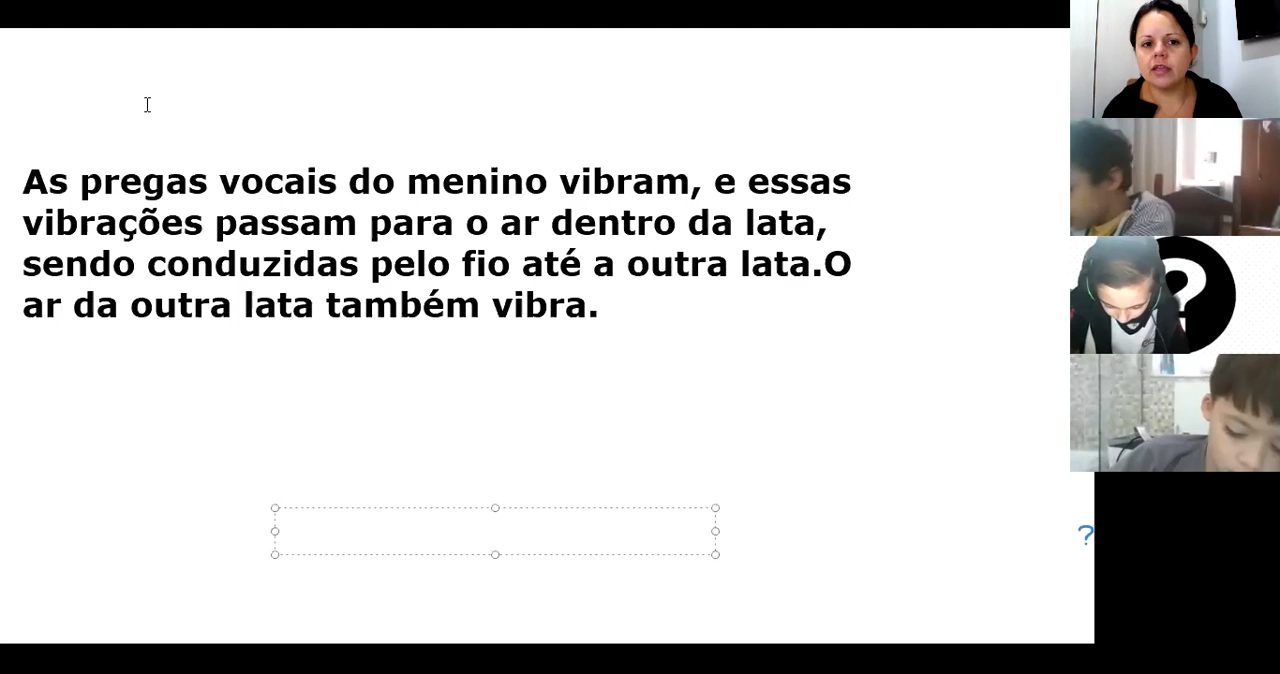 As pregas vocais do menino vibram, e essas
vibrações passam para o ar dentro da lata,
sendo conduzidas pelo fio até a outra lata.O
ar da outra lata também vibra.
?
?